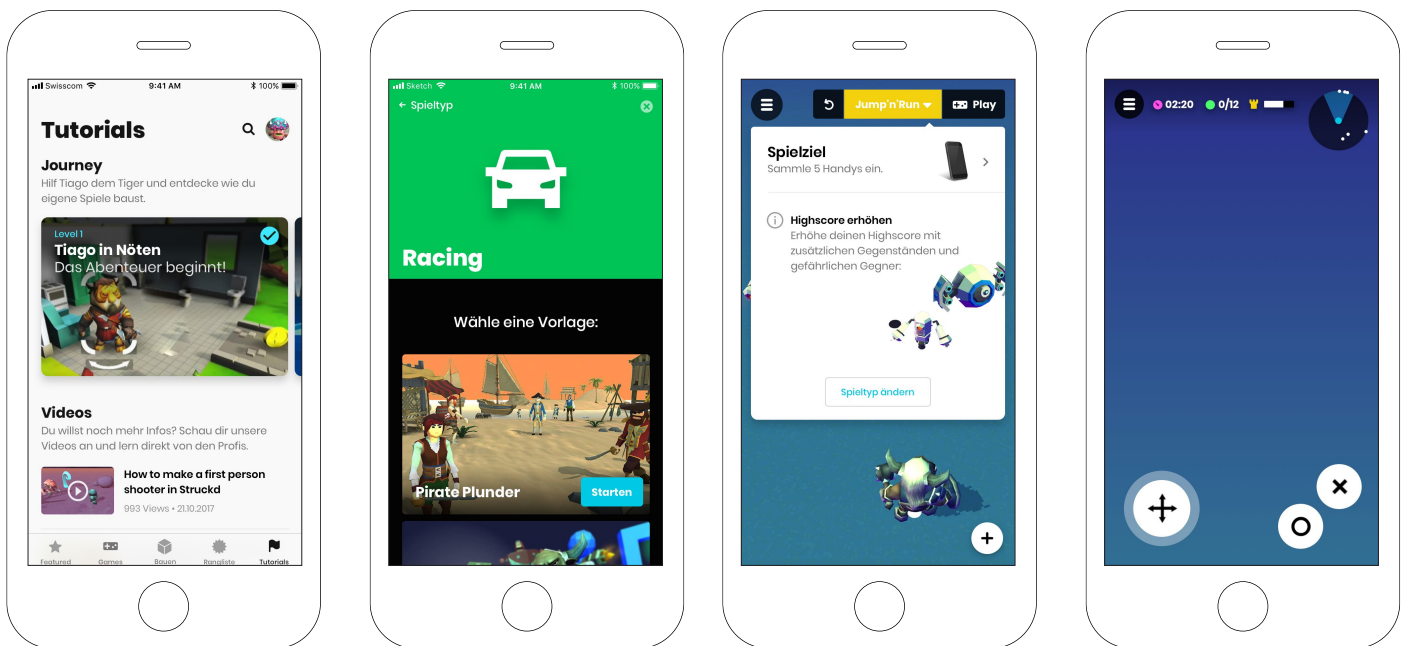 Swisscom 9:41 AM 100%
Tutorials
Journey
Hilf Tiago dem Tiger und entdecke wie du
eigene Spiele baust.
Level 1
Tiago in Nöten
Das Abenteuer beginnt!
Videos
Du willst noch mehr Infos? Schau dir unsere
Videos an und lern direkt von den Profis.
How to make a first person
shooter in Struckd
993 Views • 21.10.2017
Featured Games Bauen Rangliste Tutorials
Sketch 9:41 AM 100%
← Spieltyp
Racing
Wähle eine Vorlage:
Pirate Plunder Starten
Jump'n'Run Play
Spielziel
Sammle 5 Handys ein.
Highscore erhöhen
Erhöhe deinen Highscore mit
zusätzlichen Gegenständen und
gefährlichen Gegner:
Spieltyp ändern
02:20 0/12